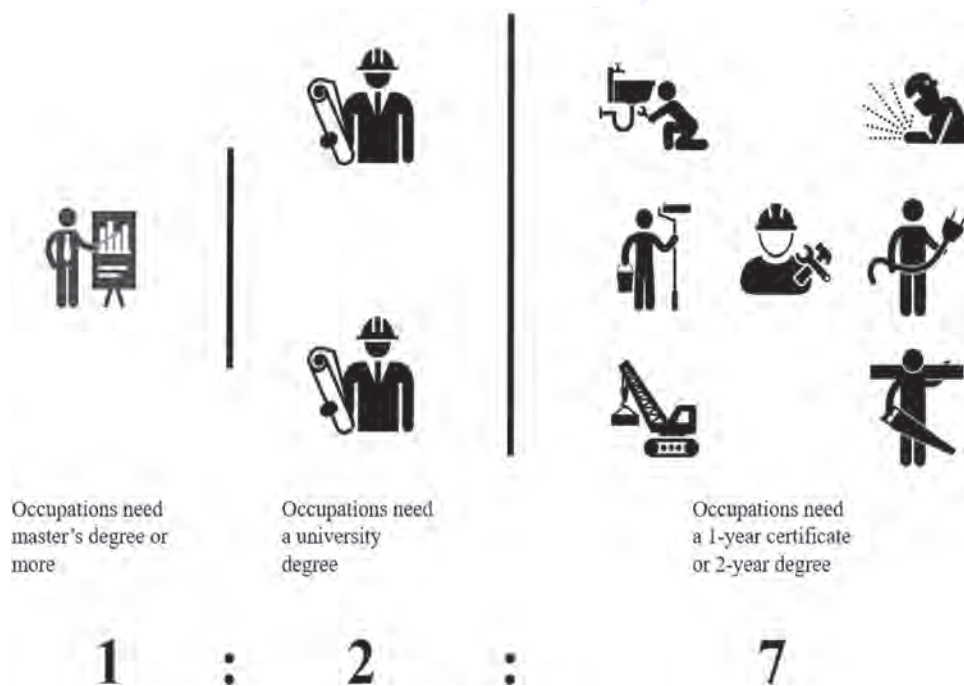 Occupations need
master's degree or
more
Occupations need
a university
degree
Occupations need
a 1-year certificate
or 2-year degree
1 : 2 : 7